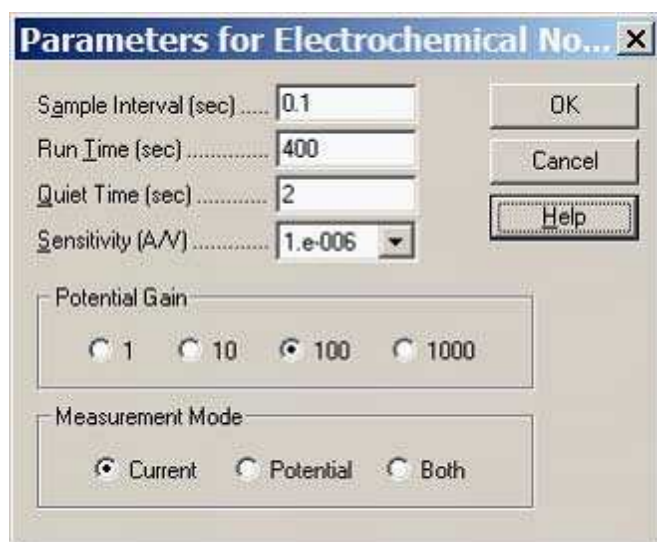 Parameters for Electrochemical No...
Sample Interval (sec) ..... 0.1
OK
Run Time (sec) .............. 400
Cancel
Quiet Time (sec) ............ 2
Help
Sensitivity (A/V) ............. 1.e-006
Potential Gain
1 10 100 1000
Measurement Mode
Current Potential Both